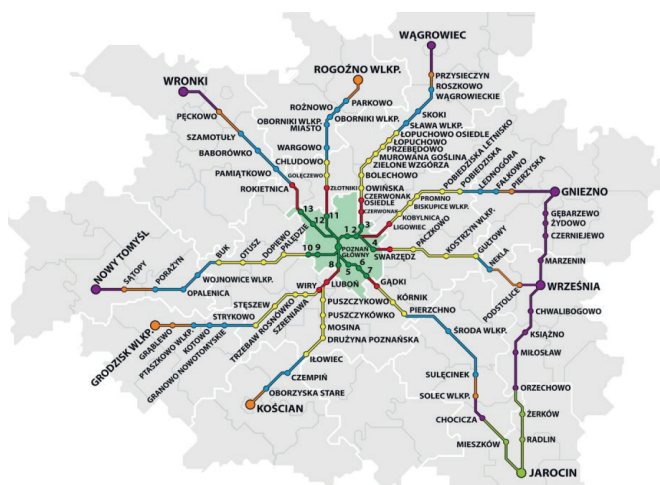 WĄGROWIEC
ROGOŹNO WLKP.
WRONKI
PRZYSIECZYN
ROSZKOWO
WĄGROWIECKIE
PARKOWO
ROŻNOWO
PĘCKOWO
OBORNIKI WLKP.
OBORNIKI WLKP.
MIASTO
SKOKI
SŁAWA WLKP.
SZAMOTUŁY
ŁOPUCHOWO OSIEDLE
ŁOPUCHOWO
PRZEBĘDOWO
MUROWANA GOŚLINA
ZIELONE WZGÓRZA
WARGOWO
BABORÓWKO
CHLUDOWO
GOLĘCZEWO
BOLECHOWO
PAMIĄTKOWO
ROKIETNICA
ZŁOTNIKI
OWIŃSKA
CZERWONAK
OSIEDLE
CZERWONAK
POBIEDZISKA LETNISKO
POBIEDZISKA
LEDNOGÓRA
FAŁKOWO
PIERZYSKA
GNIEZNO
PROMNO
BISKUPICE WLKP.
KOBYLNICA
LIGOWIEC
13
12
11
1
2
3
4
POZNAŃ
GŁÓWNY
10
9
8
5
6
7
GĘBARZEWO
ŻYDOWO
CZERNIEJEWO
MARZENIN
WRZEŚNIA
SWARZĘDZ
PACZKOWO
KOSTRZYN WLKP.
GUŁTOWY
NEKLA
PODSTOLICE
NOWY TOMYŚL
SĄTOPY
PORAŻYN
OPALENICA
WOJNOWICE WLKP.
BUK
OTUSZ
DOPIEWO
PALĘDZIE
LUBOŃ
WIRY
GĄDKI
KÓRNIK
PIERZCHNO
ŚRODA WLKP.
CHWALIBOGOWO
KSIĄŻNO
MIŁOSŁAW
STĘSZEW
STRYKOWO
TRZEBAW ROSNÓWKO
SZRENIAWA
PUSZCZYKOWO
PUSZCZYKÓWKO
MOSINA
DRUŻYNA POZNAŃSKA
GRODZISK WLKP.
GRABLEWO
PTASZKOWO WLKP.
KOTOWO
GRANOWO NOWOTOMYSKIE
IŁOWIEC
CZEMPIŃ
OBORZYSKA STARE
KOŚCIAN
SULĘCINEK
SOLEC WLKP.
CHOCICZA
MIESZKÓW
ORZECHOWO
ŻERKÓW
RADLIN
JAROCIN